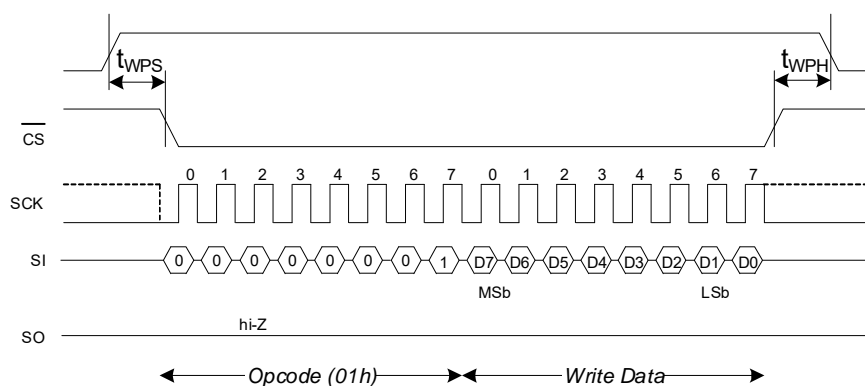 tWPS tWPH
CS
0 1 2 3 4 5 6 7 0 1 2 3 4 5 6 7
SCK
SI 0 0 0 0 0 0 0 1 D7 D6 D5 D4 D3 D2 D1 D0
MSb LSb
hi-Z
SO
Opcode (01h) Write Data